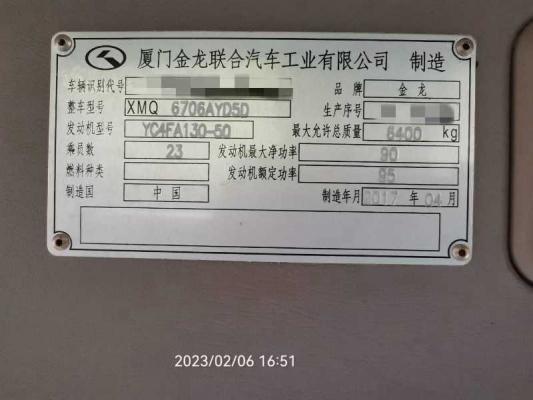 厦门金龙联合汽车工业有限公司 制造
车辆识别代号 品牌 金龙
整车型号 XMQ 6706AYD5D 生产序号
发动机型号 YC4FA130-50 最大允许总质量 6400 kg
乘员数 23 发动机最大净功率 90
燃料种类 发动机额定功率 95
制造国 中国 制造年月 2017 年 04 月
2023/02/06 16:51